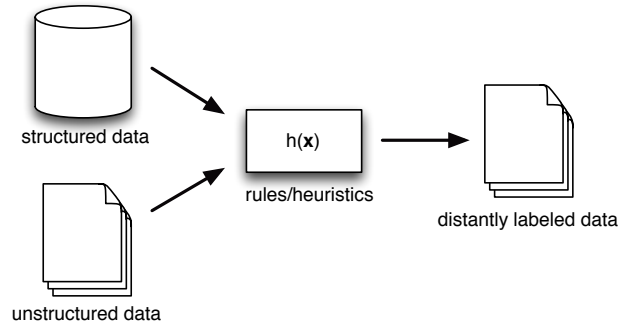 structured data
h(x)
rules/heuristics
distantly labeled data
unstructured data